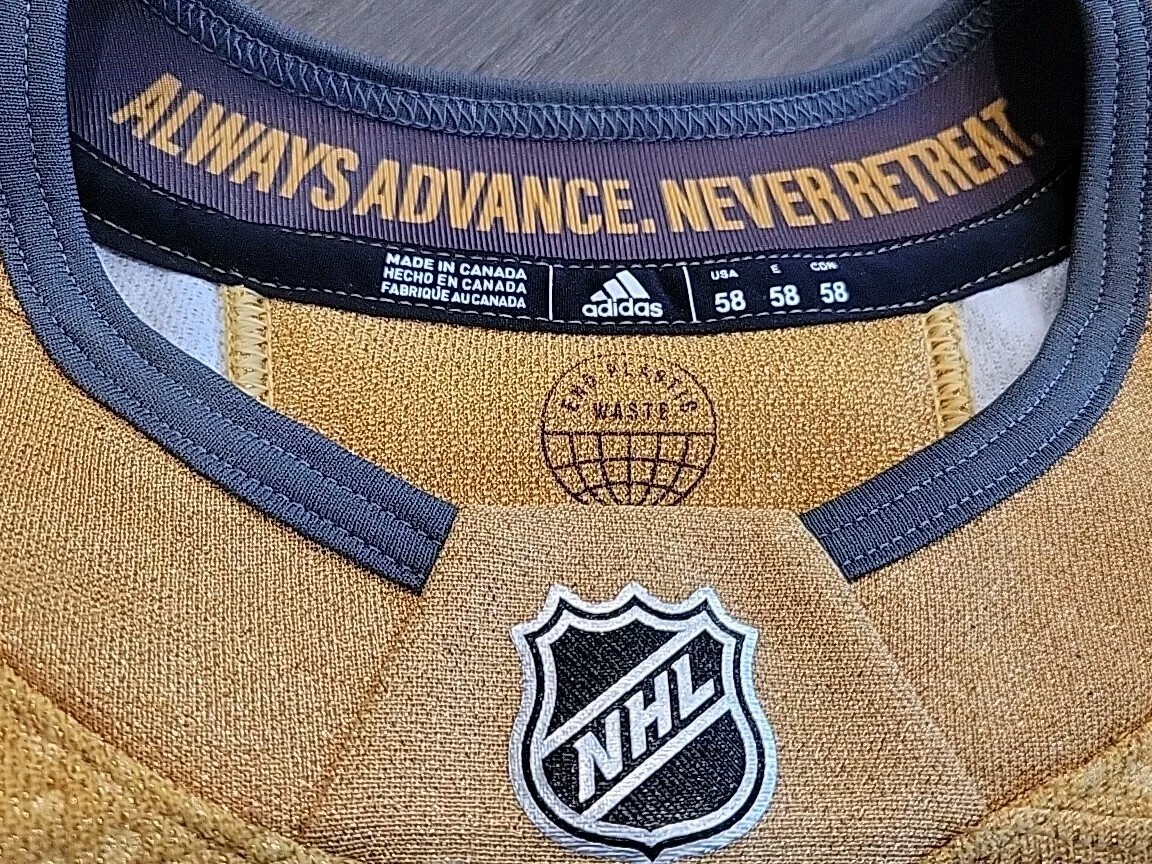 ALWAYS ADVANCE. NEVER RETREAT.
MADE IN CANADA
HECHO EN CANADA
FABRIQUÉ AU CANADA
adidas
USA E CDN
58 58 58
END PLASTIC
WASTE
NHL